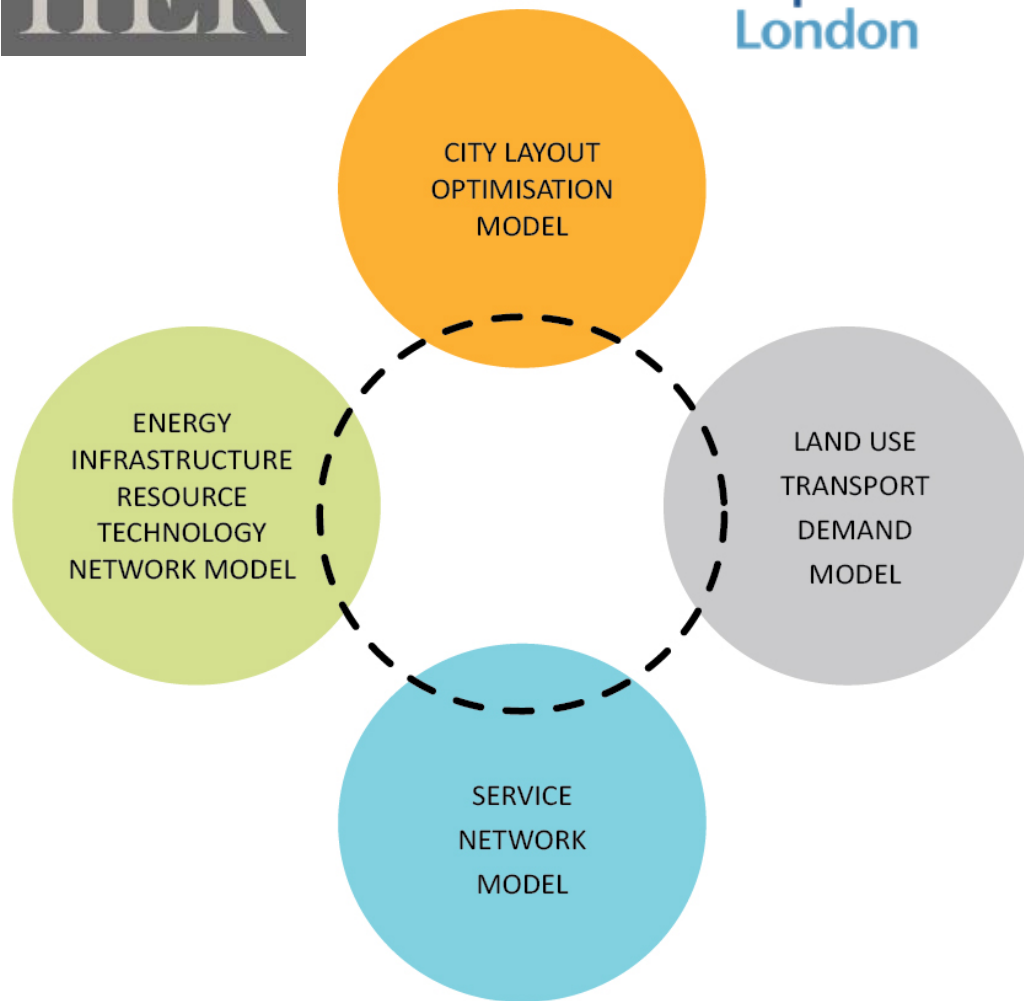 London
CITY LAYOUT
OPTIMISATION
MODEL
ENERGY
INFRASTRUCTURE
RESOURCE
TECHNOLOGY
NETWORK MODEL
LAND USE
TRANSPORT
DEMAND
MODEL
SERVICE
NETWORK
MODEL